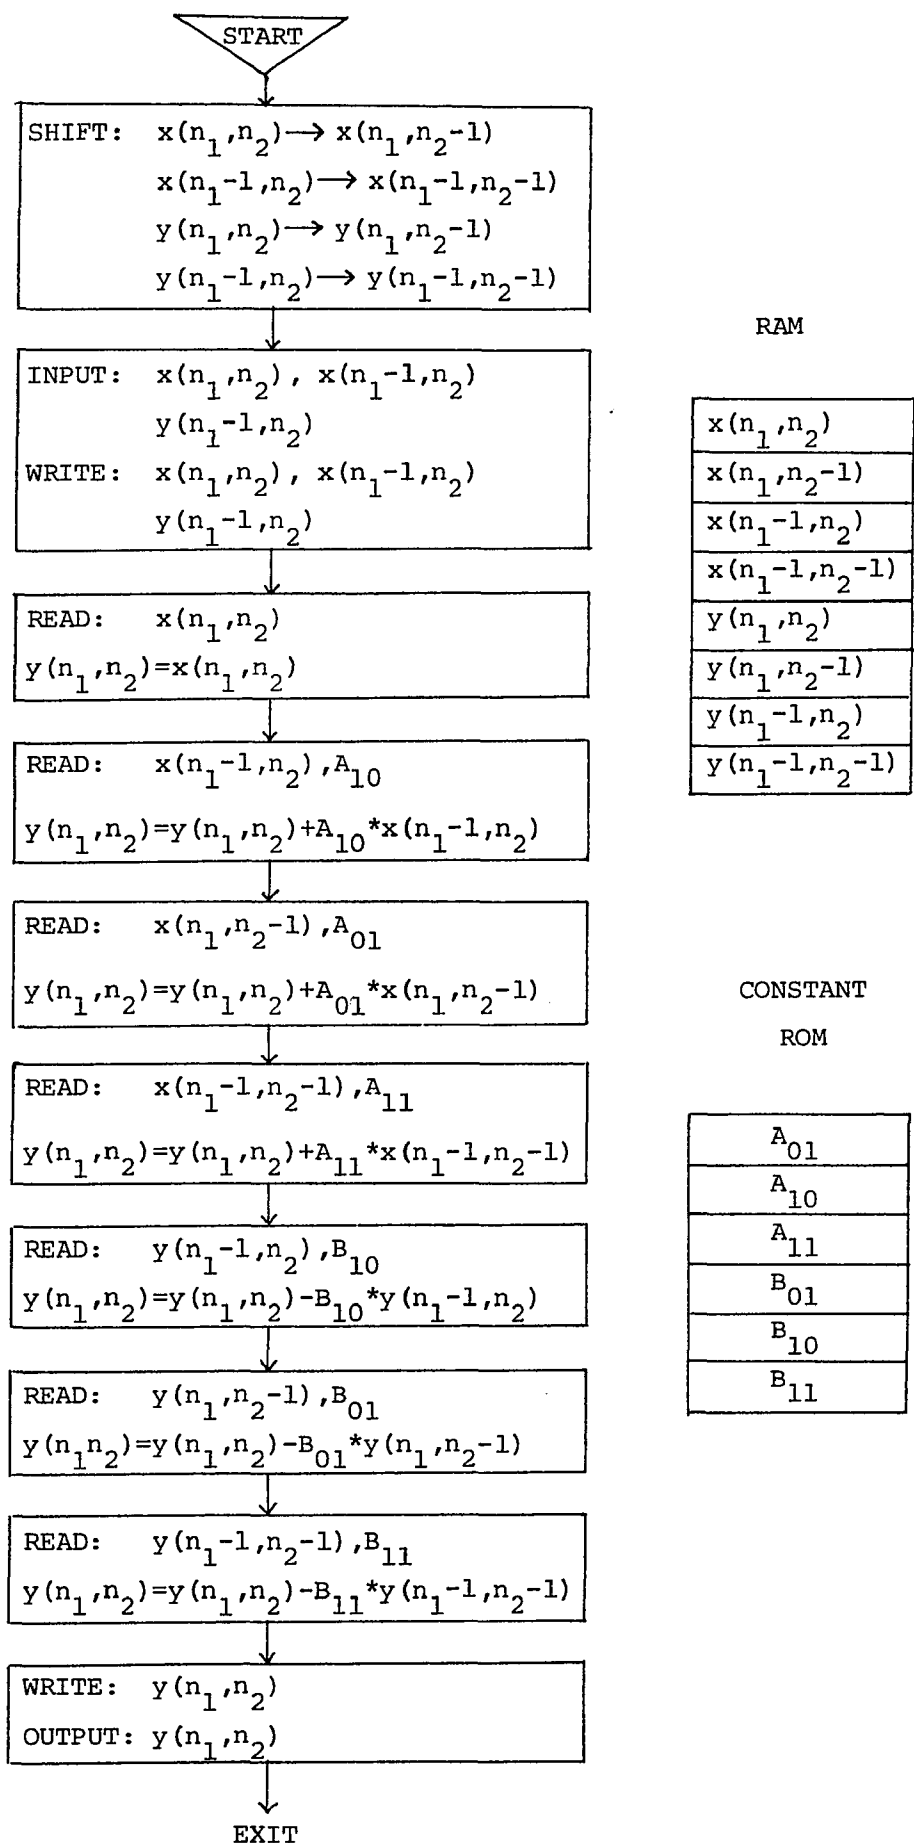 START
SHIFT: x(n₁,n₂)→ x(n₁,n₂-1)
x(n₁-1,n₂)→ x(n₁-1,n₂-1)
y(n₁,n₂)→ y(n₁,n₂-1)
y(n₁-1,n₂)→ y(n₁-1,n₂-1)
INPUT: x(n₁,n₂), x(n₁-1,n₂)
y(n₁-1,n₂)
WRITE: x(n₁,n₂), x(n₁-1,n₂)
y(n₁-1,n₂)
READ: x(n₁,n₂)
y(n₁,n₂)=x(n₁,n₂)
READ: x(n₁-1,n₂),A₁₀
y(n₁,n₂)=y(n₁,n₂)+A₁₀*x(n₁-1,n₂)
READ: x(n₁,n₂-1),A₀₁
y(n₁,n₂)=y(n₁,n₂)+A₀₁*x(n₁,n₂-1)
READ: x(n₁-1,n₂-1),A₁₁
y(n₁,n₂)=y(n₁,n₂)+A₁₁*x(n₁-1,n₂-1)
READ: y(n₁-1,n₂),B₁₀
y(n₁,n₂)=y(n₁,n₂)-B₁₀*y(n₁-1,n₂)
READ: y(n₁,n₂-1),B₀₁
y(n₁n₂)=y(n₁,n₂)-B₀₁*y(n₁,n₂-1)
READ: y(n₁-1,n₂-1),B₁₁
y(n₁,n₂)=y(n₁,n₂)-B₁₁*y(n₁-1,n₂-1)
WRITE: y(n₁,n₂)
OUTPUT: y(n₁,n₂)
EXIT
RAM
x(n₁,n₂)
x(n₁,n₂-1)
x(n₁-1,n₂)
x(n₁-1,n₂-1)
y(n₁,n₂)
y(n₁,n₂-1)
y(n₁-1,n₂)
y(n₁-1,n₂-1)
CONSTANT
ROM
A₀₁
A₁₀
A₁₁
B₀₁
B₁₀
B₁₁